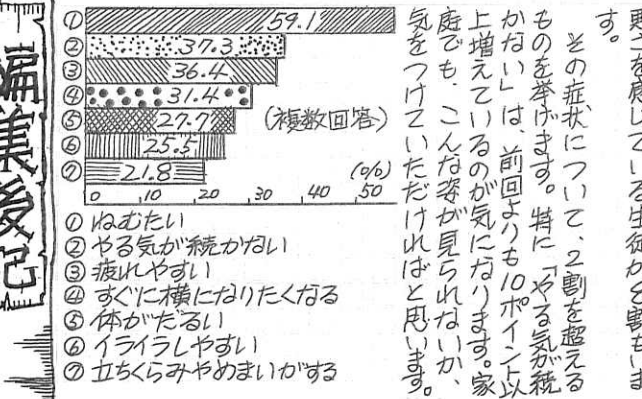 す。
その症状について、2割を超える
ものを挙げます。特に「やる気が続
かない」は、前回よりも10ポイント以
上増えているのが気になります。家
庭でも、こんな姿が見られないか、
気をつけていただければと思います。
① 59.1
② 37.3
③ 36.4
④ 31.4
⑤ 27.7
⑥ 25.5
⑦ 21.8
(複数回答)
(%)
0 10 20 30 40 50
① ねむたい
② やる気が続かない
③ 疲れやすい
④ すぐに横になりたくなる
⑤ 体がだるい
⑥ イライラしやすい
⑦ 立ちくらみやめまいがする
編集後記